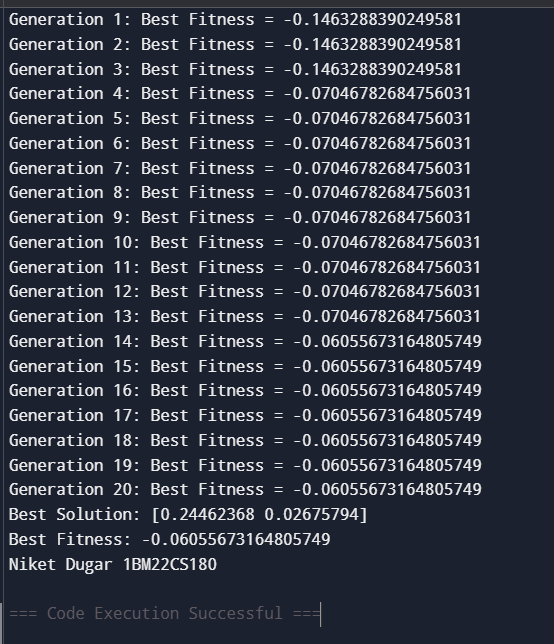 Generation 1: Best Fitness = -0.1463288390249581
Generation 2: Best Fitness = -0.1463288390249581
Generation 3: Best Fitness = -0.1463288390249581
Generation 4: Best Fitness = -0.07046782684756031
Generation 5: Best Fitness = -0.07046782684756031
Generation 6: Best Fitness = -0.07046782684756031
Generation 7: Best Fitness = -0.07046782684756031
Generation 8: Best Fitness = -0.07046782684756031
Generation 9: Best Fitness = -0.07046782684756031
Generation 10: Best Fitness = -0.07046782684756031
Generation 11: Best Fitness = -0.07046782684756031
Generation 12: Best Fitness = -0.07046782684756031
Generation 13: Best Fitness = -0.07046782684756031
Generation 14: Best Fitness = -0.06055673164805749
Generation 15: Best Fitness = -0.06055673164805749
Generation 16: Best Fitness = -0.06055673164805749
Generation 17: Best Fitness = -0.06055673164805749
Generation 18: Best Fitness = -0.06055673164805749
Generation 19: Best Fitness = -0.06055673164805749
Generation 20: Best Fitness = -0.06055673164805749
Best Solution: [0.24462368 0.02675794]
Best Fitness: -0.06055673164805749
Niket Dugar 1BM22CS180
=== Code Execution Successful ===